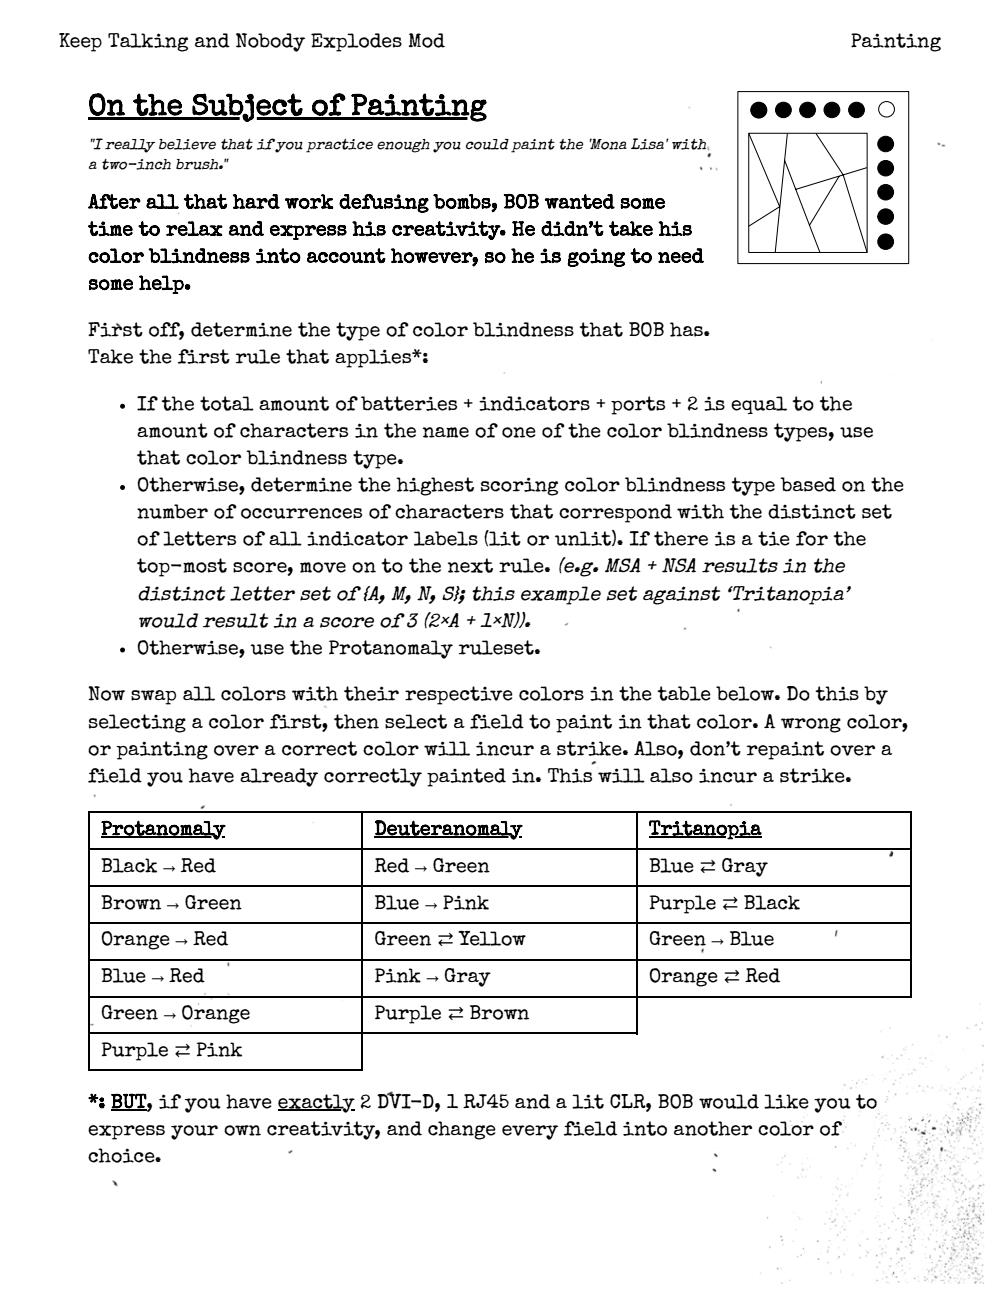 Keep Talking and Nobody Explodes Mod
Painting
On the Subject of Painting
"I really believe that if you practice enough you could paint the 'Mona Lisa' with
a two-inch brush."
After all that hard work defusing bombs, BOB wanted some
time to relax and express his creativity. He didn't take his
color blindness into account however, so he is going to need
some help.
First off, determine the type of color blindness that BOB has.
Take the first rule that applies*:
• If the total amount of batteries + indicators + ports + 2 is equal to the
amount of characters in the name of one of the color blindness types, use
that color blindness type.
• Otherwise, determine the highest scoring color blindness type based on the
number of occurrences of characters that correspond with the distinct set
of letters of all indicator labels (lit or unlit). If there is a tie for the
top-most score, move on to the next rule. (e.g. MSA + NSA results in the
distinct letter set of {A, M, N, S}; this example set against ‘Tritanopia’
would result in a score of 3 (2×A + 1×N)).
• Otherwise, use the Protanomaly ruleset.
Now swap all colors with their respective colors in the table below. Do this by
selecting a color first, then select a field to paint in that color. A wrong color,
or painting over a correct color will incur a strike. Also, don't repaint over a
field you have already correctly painted in. This will also incur a strike.
Protanomaly Deuteranomaly Tritanopia
Black → Red Red → Green Blue ⇄ Gray
Brown → Green Blue → Pink Purple ⇄ Black
Orange → Red Green ⇄ Yellow Green → Blue
Blue → Red Pink → Gray Orange ⇄ Red
Green → Orange Purple ⇄ Brown
Purple ⇄ Pink
*: BUT, if you have exactly 2 DVI-D, 1 RJ45 and a lit CLR, BOB would like you to
express your own creativity, and change every field into another color of
choice.